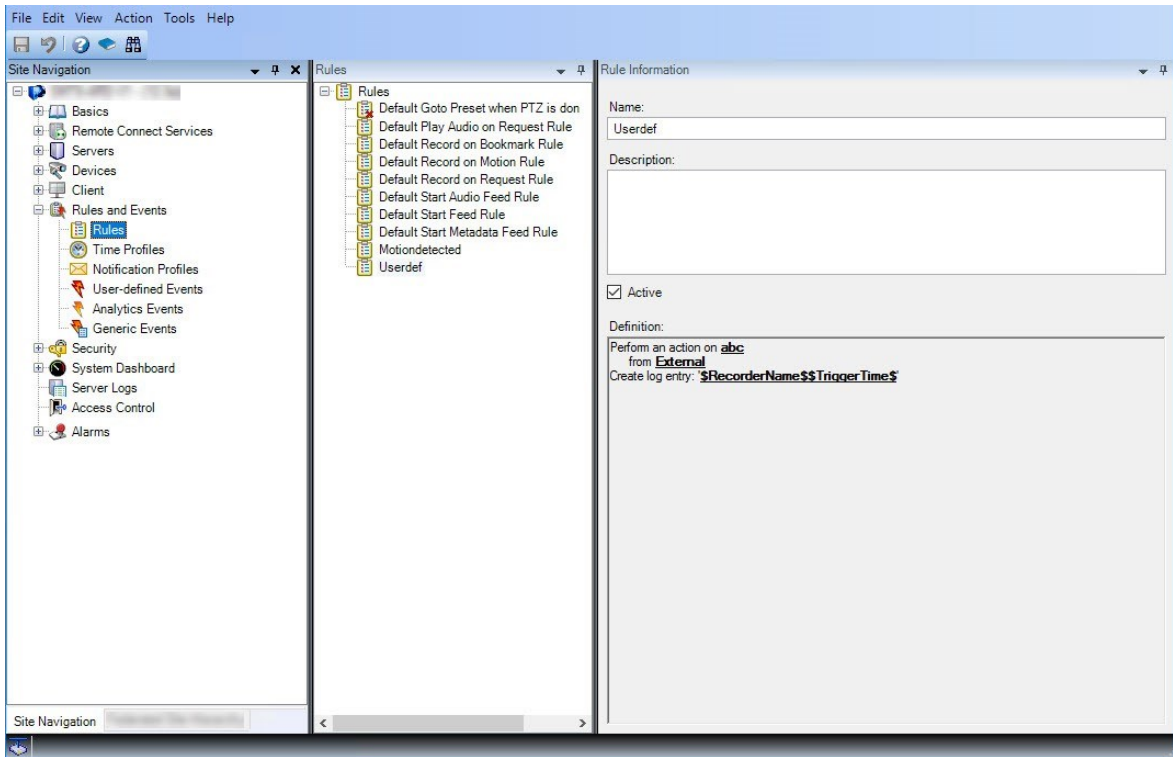 File Edit View Action Tools Help
Site Navigation
Basics
Remote Connect Services
Servers
Devices
Client
Rules and Events
Rules
Time Profiles
Notification Profiles
User-defined Events
Analytics Events
Generic Events
Security
System Dashboard
Server Logs
Access Control
Alarms
Site Navigation
Rules
Rules
Default Goto Preset when PTZ is don
Default Play Audio on Request Rule
Default Record on Bookmark Rule
Default Record on Motion Rule
Default Record on Request Rule
Default Start Audio Feed Rule
Default Start Feed Rule
Default Start Metadata Feed Rule
Motiondetected
Userdef
Rule Information
Name:
Userdef
Description:
Active
Definition:
Perform an action on abc
from External
Create log entry: '$RecorderName$$TriggerTime$'